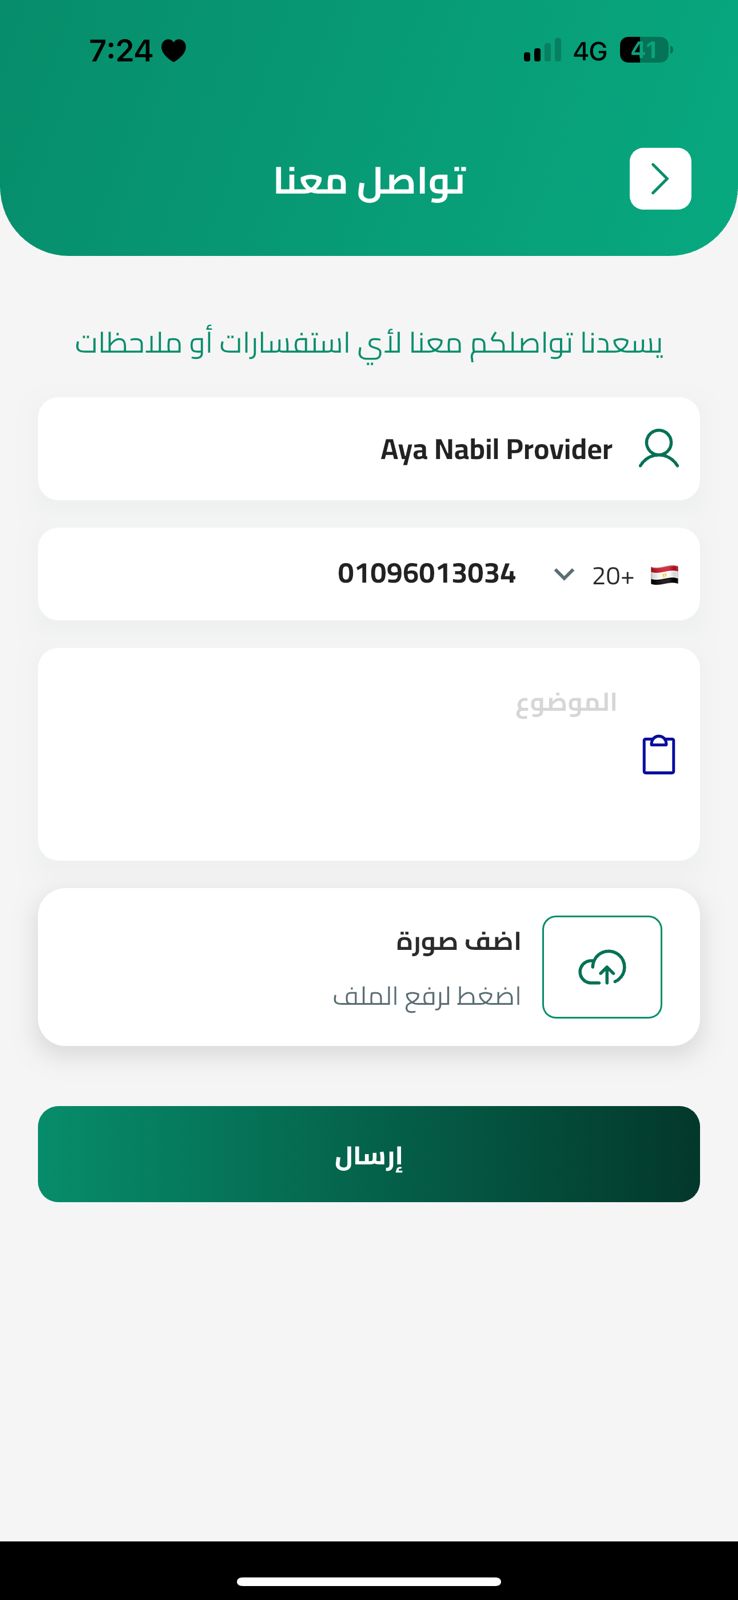 7:24
4G
41
تواصل معنا
يسعدنا تواصلكم معنا لأي استفسارات أو ملاحظات
Aya Nabil Provider
20+
01096013034
الموضوع
اضف صورة
اضغط لرفع الملف
إرسال